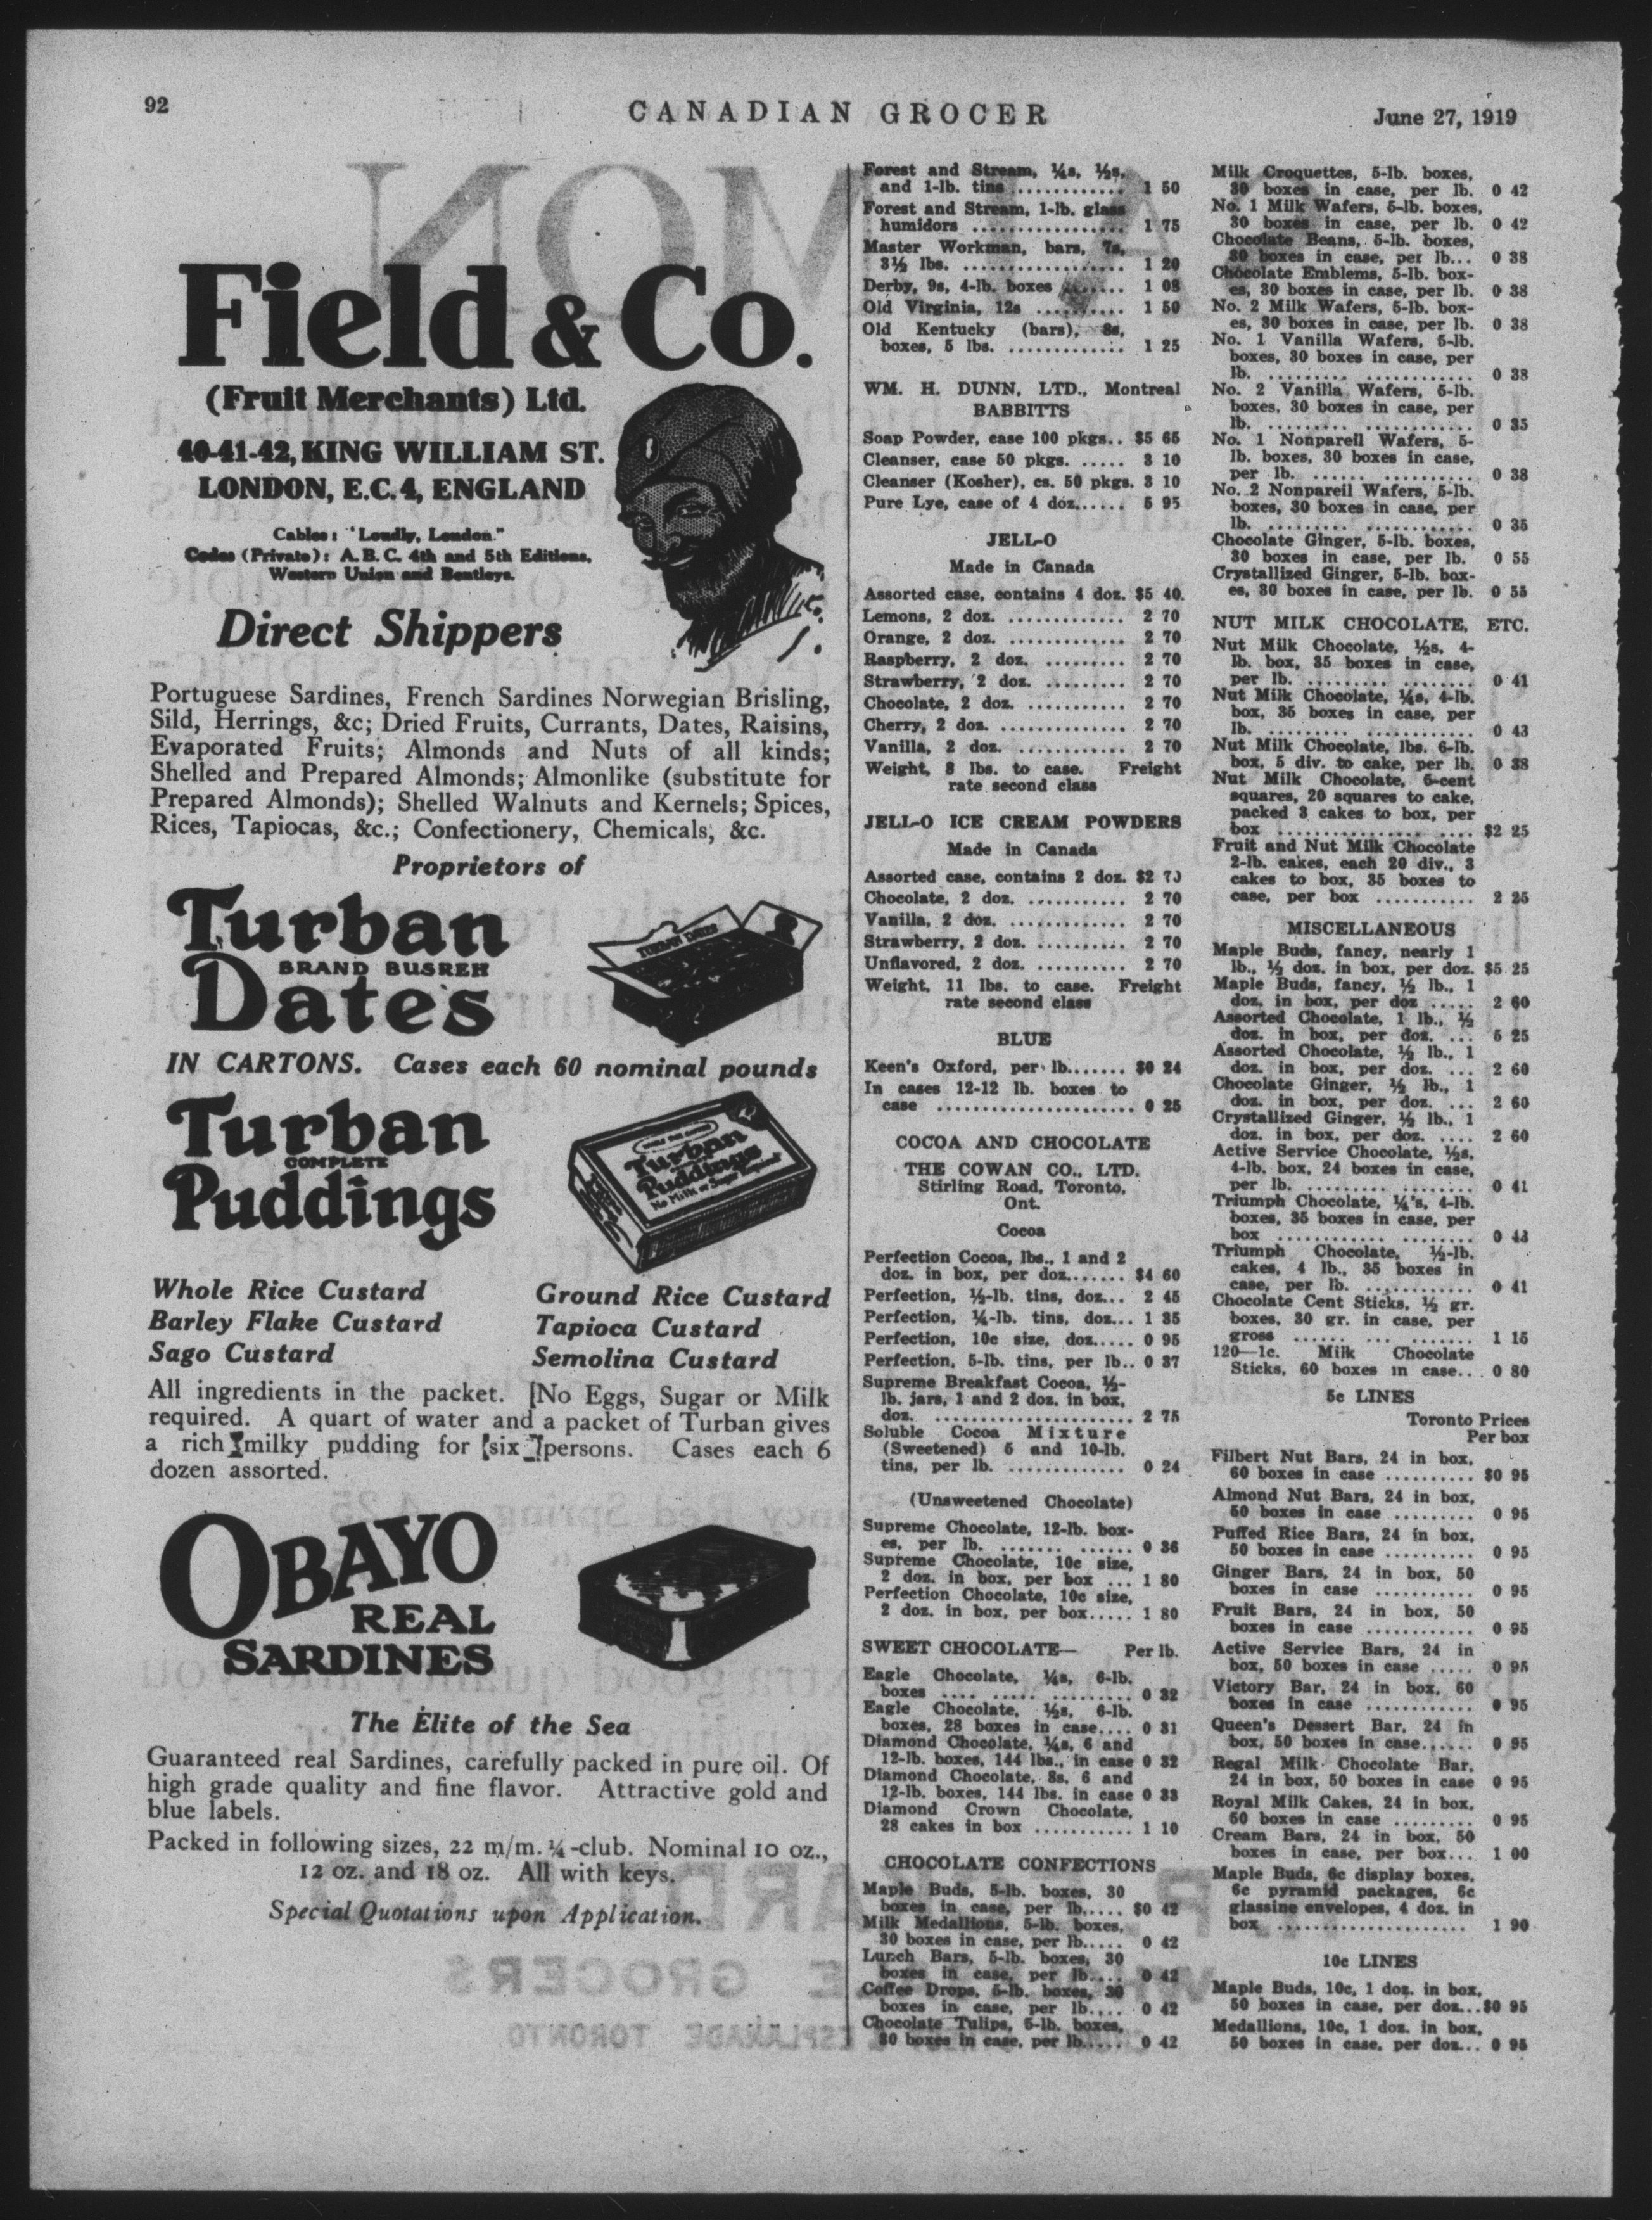 92
CANADIAN GROCER
June 27, 1919
Field & Co.
(Fruit Merchants) Ltd.
40-41-42, KING WILLIAM ST.
LONDON, E.C. 4, ENGLAND
Cables: "Loudly, London."
Codes (Private): A. B. C. 4th and 5th Editions,
Western Union and Bentleys.
Direct Shippers
Portuguese Sardines, French Sardines Norwegian Brisling,
Sild, Herrings, &c; Dried Fruits, Currants, Dates, Raisins,
Evaporated Fruits; Almonds and Nuts of all kinds;
Shelled and Prepared Almonds; Almonlike (substitute for
Prepared Almonds); Shelled Walnuts and Kernels; Spices,
Rices, Tapiocas, &c.; Confectionery, Chemicals, &c.
Proprietors of
Turban
BRAND BUSREH
Dates
TURBAN DATES
IN CARTONS. Cases each 60 nominal pounds
Turban
COMPLETE
Puddings
Turban
Puddings
No Milk or Sugar Required
Whole Rice Custard
Barley Flake Custard
Sago Custard
Ground Rice Custard
Tapioca Custard
Semolina Custard
All ingredients in the packet. [No Eggs, Sugar or Milk
required. A quart of water and a packet of Turban gives
a rich milky pudding for six persons. Cases each 6
dozen assorted.
OBAYO
REAL
SARDINES
The Elite of the Sea
Guaranteed real Sardines, carefully packed in pure oil. Of
high grade quality and fine flavor. Attractive gold and
blue labels.
Packed in following sizes, 22 m/m. ¼-club. Nominal 10 oz.,
12 oz. and 18 oz. All with keys.
Special Quotations upon Application.
Forest and Stream, ¼s, ½s,
and 1-lb. tins ............ 1 50
Forest and Stream, 1-lb. glass
humidors ................. 1 75
Master Workman, bars, 7s,
3½ lbs. .................. 1 20
Derby, 9s, 4-lb. boxes ....... 1 08
Old Virginia, 12s .......... 1 50
Old Kentucky (bars), 8s,
boxes, 5 lbs. ............. 1 25
WM. H. DUNN, LTD., Montreal
BABBITTS
Soap Powder, case 100 pkgs.. $5 65
Cleanser, case 50 pkgs. ..... 3 10
Cleanser (Kosher), cs. 50 pkgs. 3 10
Pure Lye, case of 4 doz...... 5 95
JELL-O
Made in Canada
Assorted case, contains 4 doz. $5 40.
Lemons, 2 doz. ............. 2 70
Orange, 2 doz. ............. 2 70
Raspberry, 2 doz. ......... 2 70
Strawberry, 2 doz. ......... 2 70
Chocolate, 2 doz. ........... 2 70
Cherry, 2 doz. .............. 2 70
Vanilla, 2 doz. ............ 2 70
Weight, 8 lbs. to case. Freight
rate second class
JELL-O ICE CREAM POWDERS
Made in Canada
Assorted case, contains 2 doz. $2 70
Chocolate, 2 doz. ........... 2 70
Vanilla, 2 doz. ............. 2 70
Strawberry, 2 doz. .......... 2 70
Unflavored, 2 doz. .......... 2 70
Weight, 11 lbs. to case. Freight
rate second class
BLUE
Keen's Oxford, per lb....... $0 24
In cases 12-12 lb. boxes to
case ...................... 0 25
COCOA AND CHOCOLATE
THE COWAN CO., LTD.
Stirling Road, Toronto,
Ont.
Cocoa
Perfection Cocoa, lbs., 1 and 2
doz. in box, per doz....... $4 60
Perfection, ½-lb. tins, doz... 2 45
Perfection, ¼-lb. tins, doz... 1 35
Perfection, 10c size, doz..... 0 95
Perfection, 5-lb. tins, per lb.. 0 37
Supreme Breakfast Cocoa, ½-
lb. jars, 1 and 2 doz. in box,
doz. ...................... 2 75
Soluble Cocoa Mixture
(Sweetened) 5 and 10-lb.
tins, per lb. ............. 0 24
(Unsweetened Chocolate)
Supreme Chocolate, 12-lb. box-
es, per lb. ....... ...... 0 36
Supreme Chocolate, 10c size,
2 doz. in box, per box ... 1 80
Perfection Chocolate, 10c size,
2 doz. in box, per box..... 1 80
SWEET CHOCOLATE— Per lb.
Eagle Chocolate, ¼s, 6-lb.
boxes .... ..... ......... 0 32
Eagle Chocolate, ½s, 6-lb.
boxes, 28 boxes in case.... 0 31
Diamond Chocolate, ¼s, 6 and
12-lb. boxes, 144 lbs., in case 0 32
Diamond Chocolate, 8s, 6 and
12-lb. boxes, 144 lbs. in case 0 33
Diamond Crown Chocolate,
28 cakes in box ........... 1 10
CHOCOLATE CONFECTIONS
Maple Buds, 5-lb. boxes, 30
boxes in case, per lb..... $0 42
Milk Medallions, 5-lb. boxes,
30 boxes in case, per lb..... 0 42
Lunch Bars, 5-lb. boxes, 30
boxes in case, per lb.... 0 42
Coffee Drops, 5-lb. boxes, 30
boxes in case, per lb.... 0 42
Chocolate Tulips, 5-lb. boxes,
30 boxes in case, per lb..... 0 42
Milk Croquettes, 5-lb. boxes,
30 boxes in case, per lb. 0 42
No. 1 Milk Wafers, 5-lb. boxes,
30 boxes in case, per lb. 0 42
Chocolate Beans, 5-lb. boxes,
30 boxes in case, per lb... 0 38
Chocolate Emblems, 5-lb. box-
es, 30 boxes in case, per lb. 0 38
No. 2 Milk Wafers, 5-lb. box-
es, 30 boxes in case, per lb. 0 38
No. 1 Vanilla Wafers, 5-lb.
boxes, 30 boxes in case, per
lb. .......... ............ 0 38
No. 2 Vanilla Wafers, 5-lb.
boxes, 30 boxes in case, per
lb. .......... ............ 0 35
No. 1 Nonpareil Wafers, 5-
lb. boxes, 30 boxes in case,
per lb. ...... .......... 0 38
No. 2 Nonpareil Wafers, 5-lb.
boxes, 30 boxes in case, per
lb. .......... ............ 0 35
Chocolate Ginger, 5-lb. boxes,
30 boxes in case, per lb. 0 55
Crystallized Ginger, 5-lb. box-
es, 30 boxes in case, per lb. 0 55
NUT MILK CHOCOLATE, ETC.
Nut Milk Chocolate, ½s, 4-
lb. box, 35 boxes in case,
per lb. .......... ........ 0 41
Nut Milk Chocolate, ¼s, 4-lb.
box, 35 boxes in case, per
lb. .......... ............ 0 43
Nut Milk Chocolate, lbs. 6-lb.
box, 5 div. to cake, per lb. 0 38
Nut Milk Chocolate, 5-cent
squares, 20 squares to cake,
packed 3 cakes to box, per
box ................ .... $2 25
Fruit and Nut Milk Chocolate
2-lb. cakes, each 20 div., 3
cakes to box, 35 boxes to
case, per box ........... 2 25
MISCELLANEOUS
Maple Buds, fancy, nearly 1
lb., ½ doz. in box, per doz. $5 25
Maple Buds, fancy, ½ lb., 1
doz. in box, per doz ..... 2 60
Assorted Chocolate, 1 lb., ½
doz. in box, per doz. ... 5 25
Assorted Chocolate, ½ lb., 1
doz. in box, per doz. ... 2 60
Chocolate Ginger, ½ lb., 1
doz. in box, per doz. ... 2 60
Crystallized Ginger, ½ lb., 1
doz. in box, per doz. .... 2 60
Active Service Chocolate, ½s,
4-lb. box, 24 boxes in case,
per lb. .......... ........ 0 41
Triumph Chocolate, ¼'s, 4-lb.
boxes, 35 boxes in case, per
box ............ ........ 0 43
Triumph Chocolate, ½-lb.
cakes, 4 lb., 35 boxes in
case, per lb. ............ 0 41
Chocolate Cent Sticks, ½ gr.
boxes, 30 gr. in case, per
gross ...... ... ....... 1 15
120—1c. Milk Chocolate
Sticks, 60 boxes in case... 0 80
5c LINES
Toronto Prices
Per box
Filbert Nut Bars, 24 in box,
60 boxes in case .......... $0 95
Almond Nut Bars, 24 in box,
50 boxes in case ......... 0 95
Puffed Rice Bars, 24 in box,
50 boxes in case .......... 0 95
Ginger Bars, 24 in box, 50
boxes in case ........... 0 95
Fruit Bars, 24 in box, 50
boxes in case ............ 0 95
Active Service Bars, 24 in
box, 50 boxes in case ..... 0 95
Victory Bar, 24 in box, 60
boxes in case ............ 0 95
Queen's Dessert Bar, 24 in
box, 50 boxes in case...... 0 95
Regal Milk Chocolate Bar,
24 in box, 50 boxes in case 0 95
Royal Milk Cakes, 24 in box,
50 boxes in case ......... 0 95
Cream Bars, 24 in box, 50
boxes in case, per box... 1 00
Maple Buds, 6c display boxes,
6c pyramid packages, 6c
glassine envelopes, 4 doz. in
box ..................... 1 90
10c LINES
Maple Buds, 10c, 1 doz. in box,
50 boxes in case, per doz...$0 95
Medallions, 10c, 1 doz. in box,
50 boxes in case, per doz... 0 95